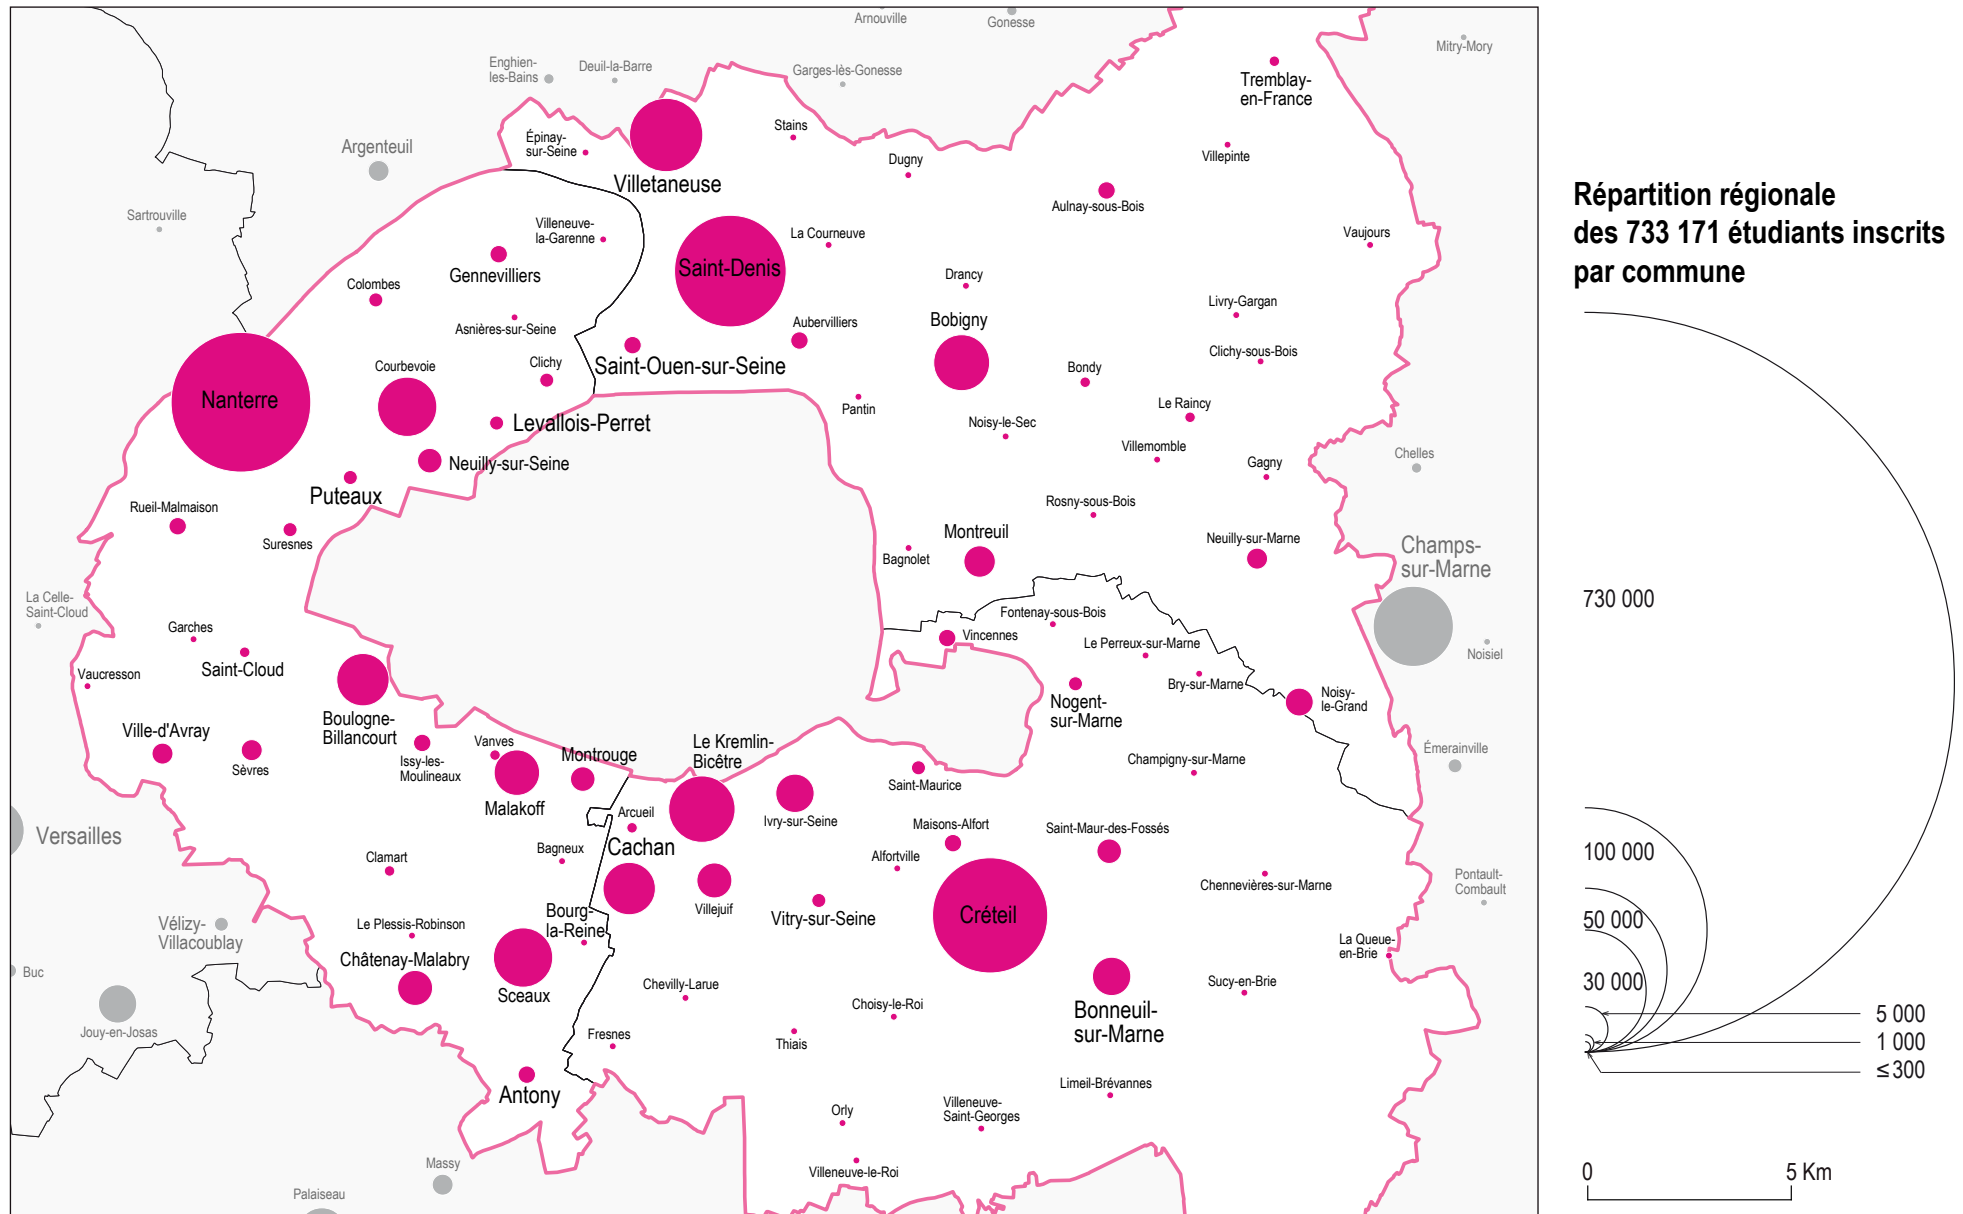 Arnouville
Gonesse
Mitry-Mory
Enghien-
les-Bains
Deuil-la-Barre
Garges-lès-Gonesse
Tremblay-
en-France
Argenteuil
Épinay-
sur-Seine
Stains
Villetaneuse
Dugny
Villepinte
Aulnay-sous-Bois
Sartrouville
Villeneuve-
la-Garenne
La Courneuve
Vaujours
Gennevilliers
Saint-Denis
Colombes
Drancy
Livry-Gargan
Asnières-sur-Seine
Aubervilliers
Bobigny
Clichy-sous-Bois
Courbevoie
Clichy
Saint-Ouen-sur-Seine
Bondy
Nanterre
Pantin
Le Raincy
Levallois-Perret
Noisy-le-Sec
Villemomble
Neuilly-sur-Seine
Gagny
Chelles
Puteaux
Rueil-Malmaison
Rosny-sous-Bois
Suresnes
Montreuil
Bagnolet
Neuilly-sur-Marne
Champs-
sur-Marne
La Celle-
Saint-Cloud
Garches
Fontenay-sous-Bois
Vincennes
Le Perreux-sur-Marne
Noisiel
Vaucresson
Saint-Cloud
Bry-sur-Marne
Nogent-
sur-Marne
Noisy-
le-Grand
Ville-d'Avray
Boulogne-
Billancourt
Sèvres
Issy-les-
Moulineaux
Vanves
Montrouge
Le Kremlin-
Bicêtre
Champigny-sur-Marne
Émerainville
Malakoff
Saint-Maurice
Arcueil
Ivry-sur-Seine
Maisons-Alfort
Saint-Maur-des-Fossés
Versailles
Cachan
Clamart
Bagneux
Alfortville
Chennevières-sur-Marne
Pontault-
Combault
Villejuif
Vitry-sur-Seine
Créteil
Vélizy-
Villacoublay
Le Plessis-Robinson
Bourg-
la-Reine
La Queue-
en-Brie
Buc
Châtenay-Malabry
Sceaux
Chevilly-Larue
Choisy-le-Roi
Bonneuil-
sur-Marne
Sucy-en-Brie
Jouy-en-Josas
Fresnes
Thiais
Antony
Limeil-Brévannes
Orly
Villeneuve-
Saint-Georges
Massy
Villeneuve-le-Roi
Palaiseau
Répartition régionale
des 733 171 étudiants inscrits
par commune
730 000
100 000
50 000
30 000
5 000
1 000
≤ 300
0 5 Km